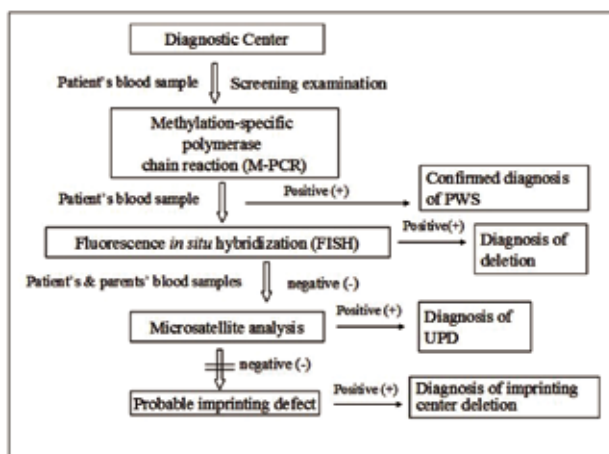 Diagnostic Center
Patient's blood sample
Screening examination
Methylation-specific
polymerase
chain reaction (M-PCR)
Patient's blood sample
Positive (+)
Confirmed diagnosis
of PWS
Fluorescence in situ hybridization (FISH)
Positive(+)
Diagnosis of
deletion
Patient's & parents' blood samples
negative (-)
Microsatellite analysis
Positive (+)
Diagnosis of
UPD
negative (-)
Probable imprinting defect
Positive (+)
Diagnosis of imprinting
center deletion